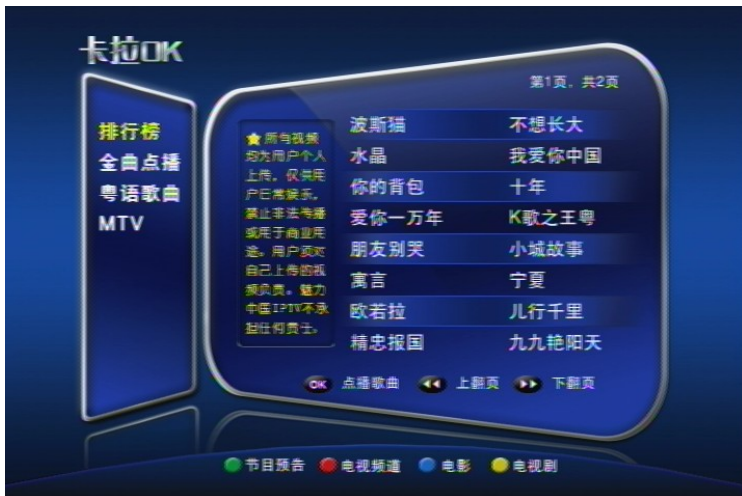 卡拉OK
第1页，共2页
排行榜
全曲点播
粤语歌曲
MTV
所有视频
均为用户个人
上传，仅供用
户日常娱乐。
禁止非法传播
或用于商业用
途。用户须对
自己上传的视
频负责。魅力
中国IPTV不承
担任何责任。
波斯猫 不想长大
水晶 我爱你中国
你的背包 十年
爱你一万年 K歌之王粤
朋友别哭 小城故事
寓言 宁夏
欧若拉 儿行千里
精忠报国 九九艳阳天
OK 点播歌曲 上翻页 下翻页
节目预告 电视频道 电影 电视剧